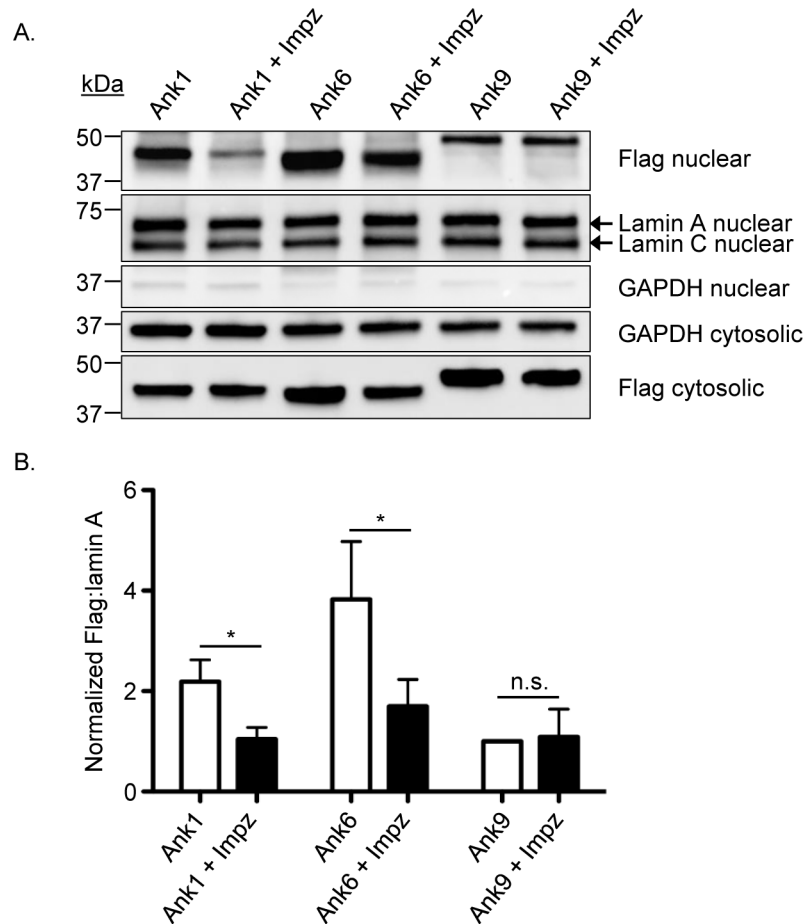 A.
kDa
Ank1
Ank1 + Impz
Ank6
Ank6 + Impz
Ank9
Ank9 + Impz
50
37
Flag nuclear
75
Lamin A nuclear
Lamin C nuclear
37
GAPDH nuclear
37
GAPDH cytosolic
50
37
Flag cytosolic
B.
Normalized Flag:lamin A
6
4
2
0
*
*
n.s.
Ank1
Ank1 + Impz
Ank6
Ank6 + Impz
Ank9
Ank9 + Impz